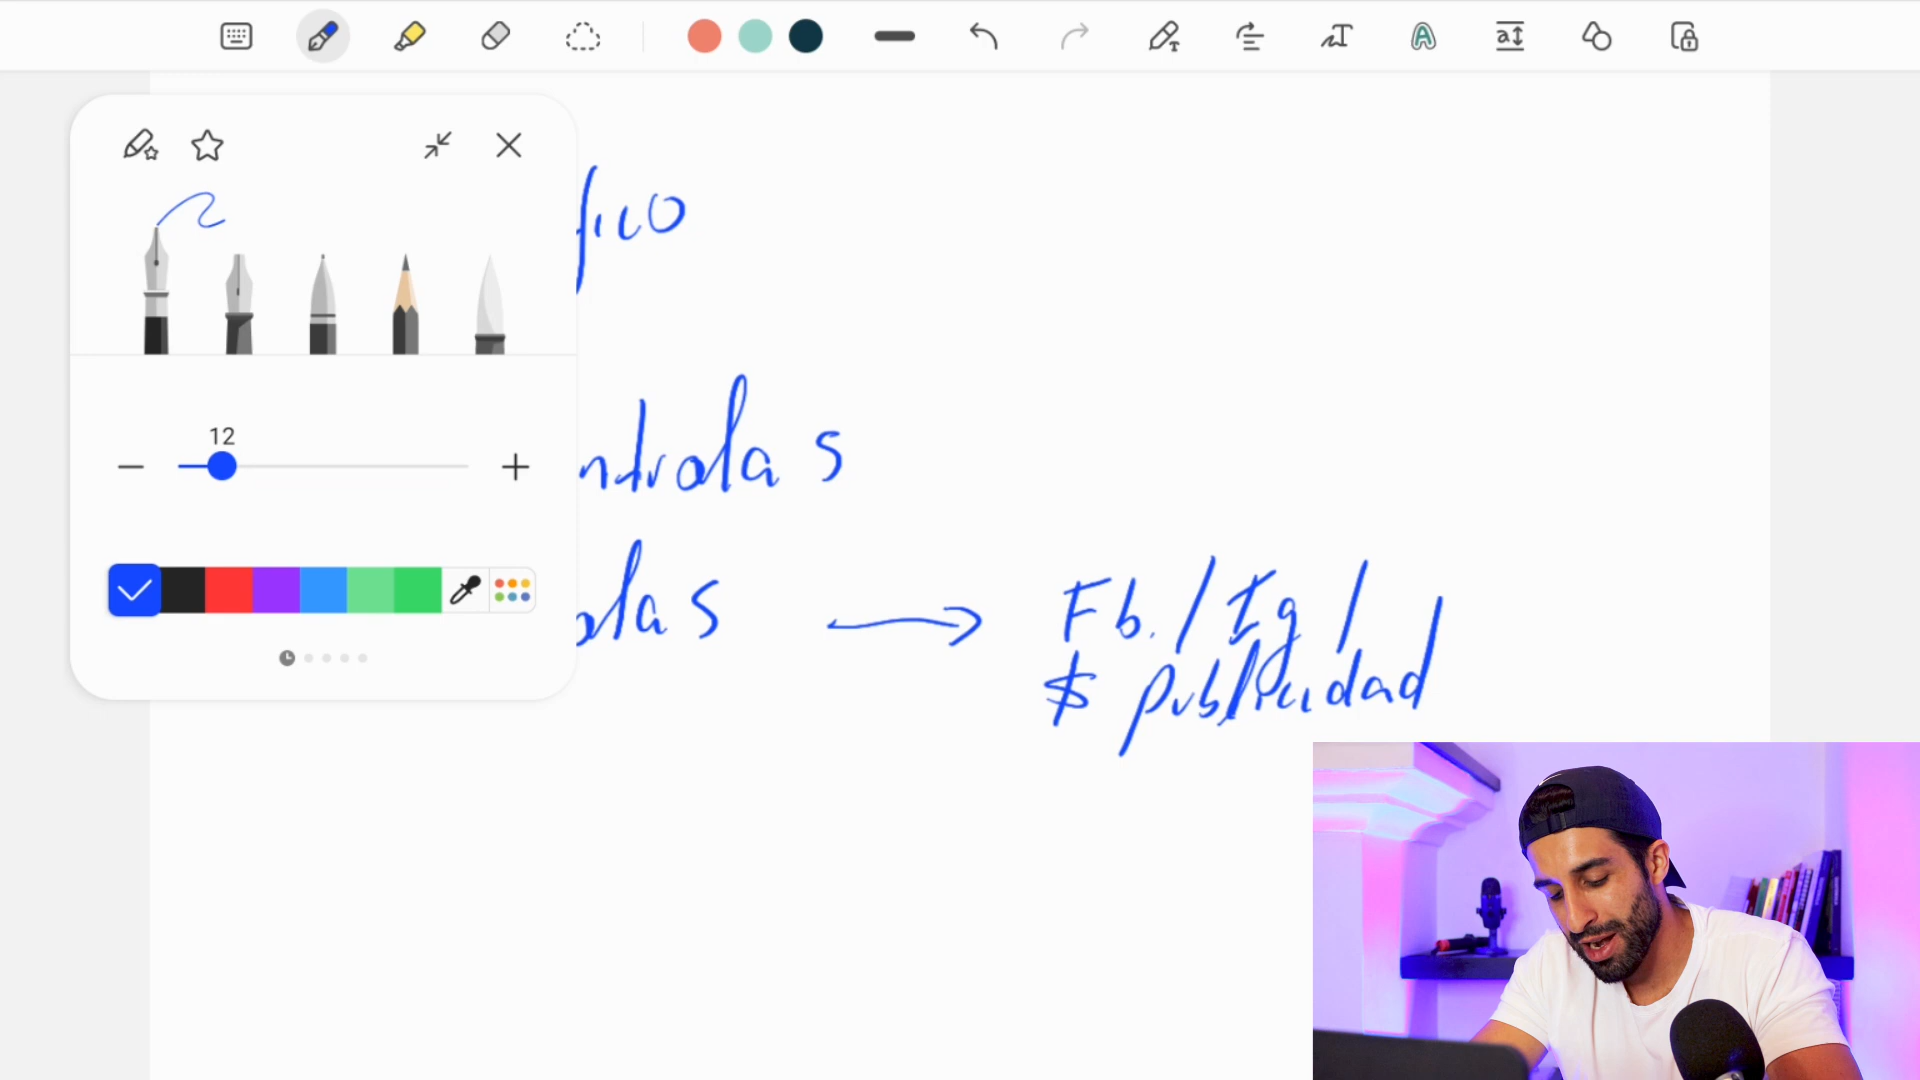 fico
12
ntrolas
olas → Fb. / Ig /
$ publicidad